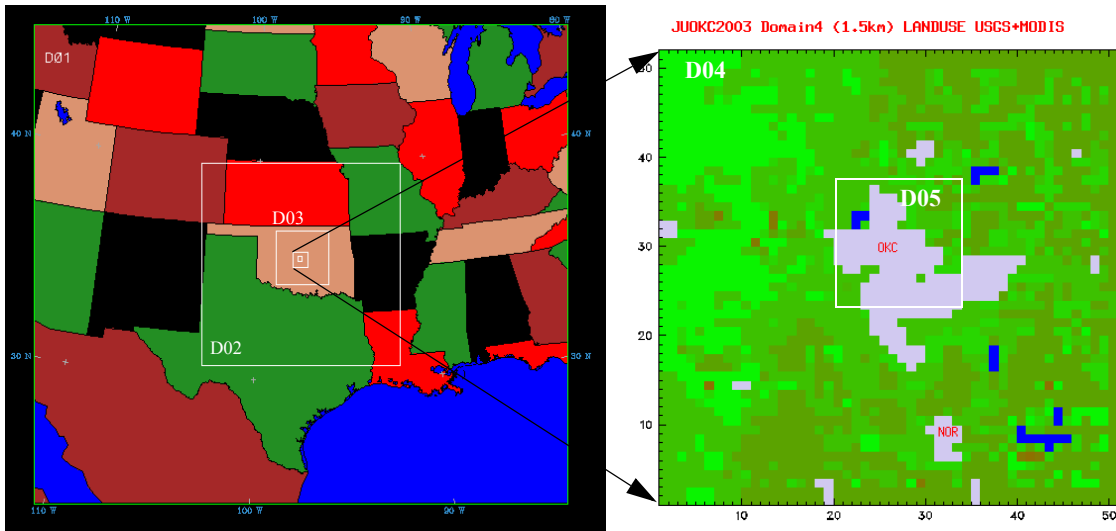 110 W
100 W
90 W
80 W
DØ1
40 N
40 N
D03
D02
30 N
30 N
110 W
100 W
90 W
JUOKC2003 Domain4 (1.5km) LANDUSE USGS+MODIS
D04
50
40
D05
30
OKC
20
10
NOR
10
20
30
40
50